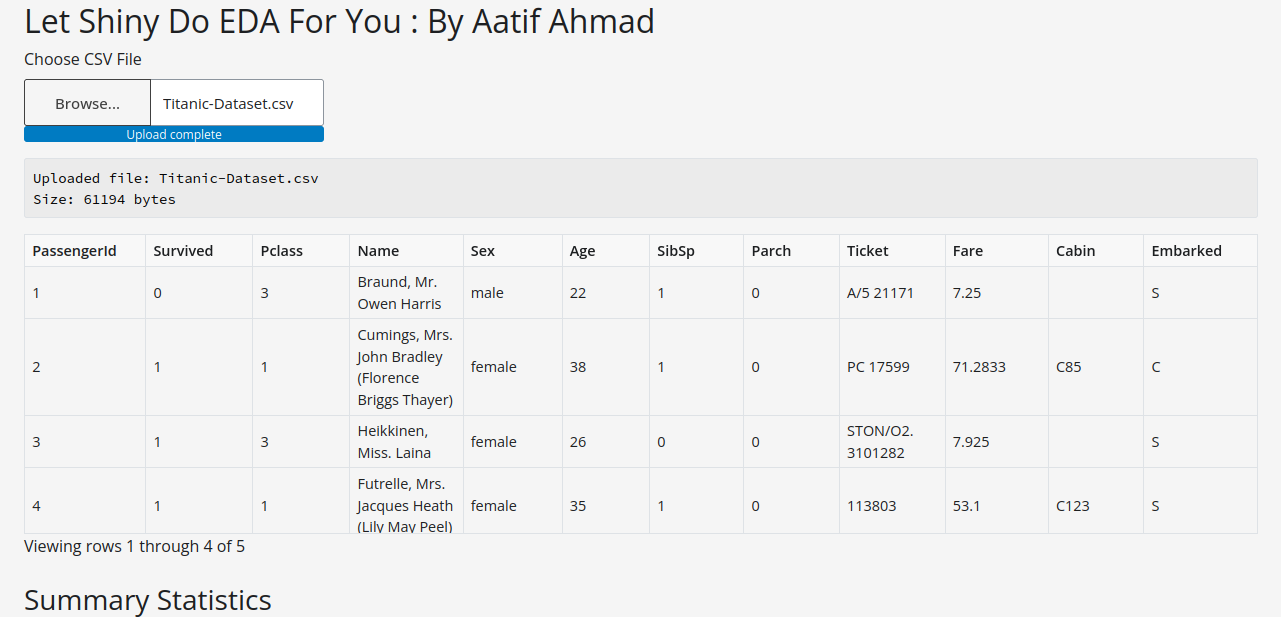 Let Shiny Do EDA For You : By Aatif Ahmad
Choose CSV File
Browse... Titanic-Dataset.csv
Upload complete
Uploaded file: Titanic-Dataset.csv
Size: 61194 bytes
PassengerId Survived Pclass Name Sex Age SibSp Parch Ticket Fare Cabin Embarked
1 0 3 Braund, Mr. male 22 1 0 A/5 21171 7.25 S
Owen Harris
2 1 1 Cumings, Mrs. female 38 1 0 PC 17599 71.2833 C85 C
John Bradley
(Florence
Briggs Thayer)
3 1 3 Heikkinen, female 26 0 0 STON/O2. 7.925 S
Miss. Laina 3101282
4 1 1 Futrelle, Mrs. female 35 1 0 113803 53.1 C123 S
Jacques Heath
(Lily May Peel)
Viewing rows 1 through 4 of 5
Summary Statistics